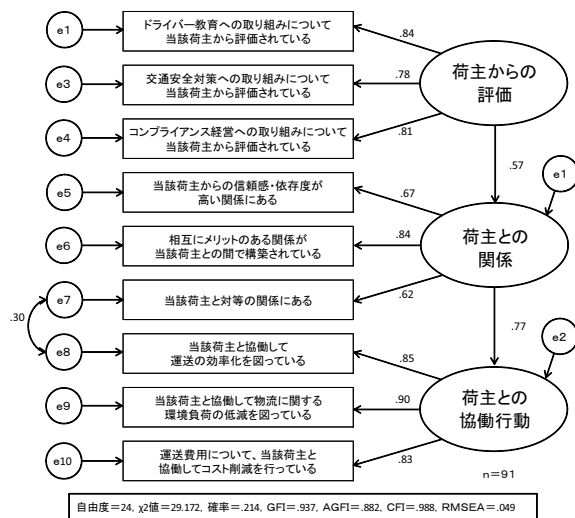 e1
ドライバー教育への取り組みについて
当該荷主から評価されている
.84
e3
交通安全対策への取り組みについて
当該荷主から評価されている
.78
荷主からの
評価
e4
コンプライアンス経営への取り組みについて
当該荷主から評価されている
.81
.57
e1
e5
当該荷主からの信頼感・依存度が
高い関係にある
.67
e6
相互にメリットのある関係が
当該荷主との間で構築されている
.84
荷主との
関係
e7
当該荷主と対等の関係にある
.62
.30
.77
e2
e8
当該荷主と協働して
運送の効率化を図っている
.85
e9
当該荷主と協働して物流に関する
環境負荷の低減を図っている
.90
荷主との
協働行動
e10
運送費用について、当該荷主と
協働してコスト削減を行っている
.83
n=91
自由度=24, χ2値=29.172, 確率=.214, GFI=.937, AGFI=.882, CFI=.988, RMSEA=.049